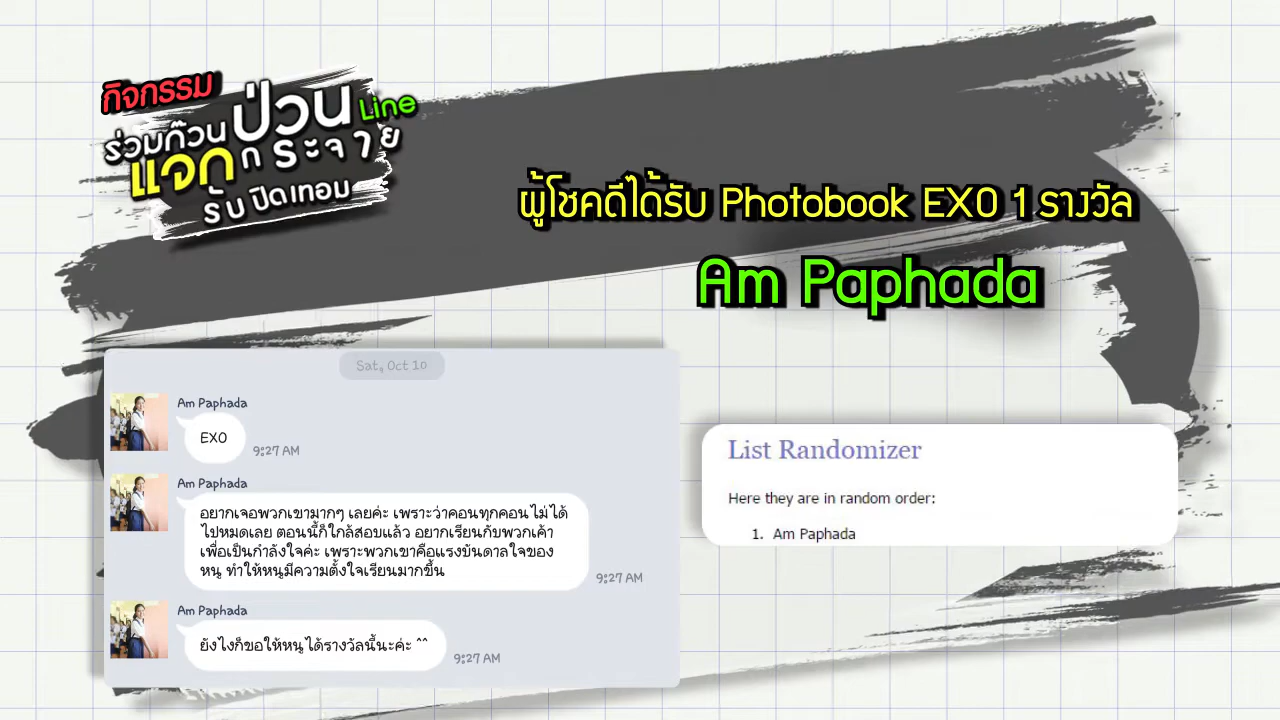 กิจกรรม
ร่วมก๊วนป่วน Line
แจกกระจาย
รับปิดเทอม
ผู้โชคดีได้รับ Photobook EXO 1 รางวัล
Am Paphada
Sat, Oct 10
Am Paphada
EXO
9:27 AM
Am Paphada
อยากเจอพวกเขามากๆ เลยค่ะ เพราะว่าคอนทุกคอนไม่ได้
ไปหมดเลย ตอนนี้ก็ใกล้สอบแล้ว อยากเรียนกับพวกเค้า
เพื่อเป็นกำลังใจค่ะ เพราะพวกเขาคือแรงบันดาลใจของ
หนู ทำให้หนูมีความตั้งใจเรียนมากขึ้น
9:27 AM
Am Paphada
ยังไงก็ขอให้หนูได้รางวัลนี้นะค่ะ ^^
9:27 AM
List Randomizer
Here they are in random order:
1. Am Paphada